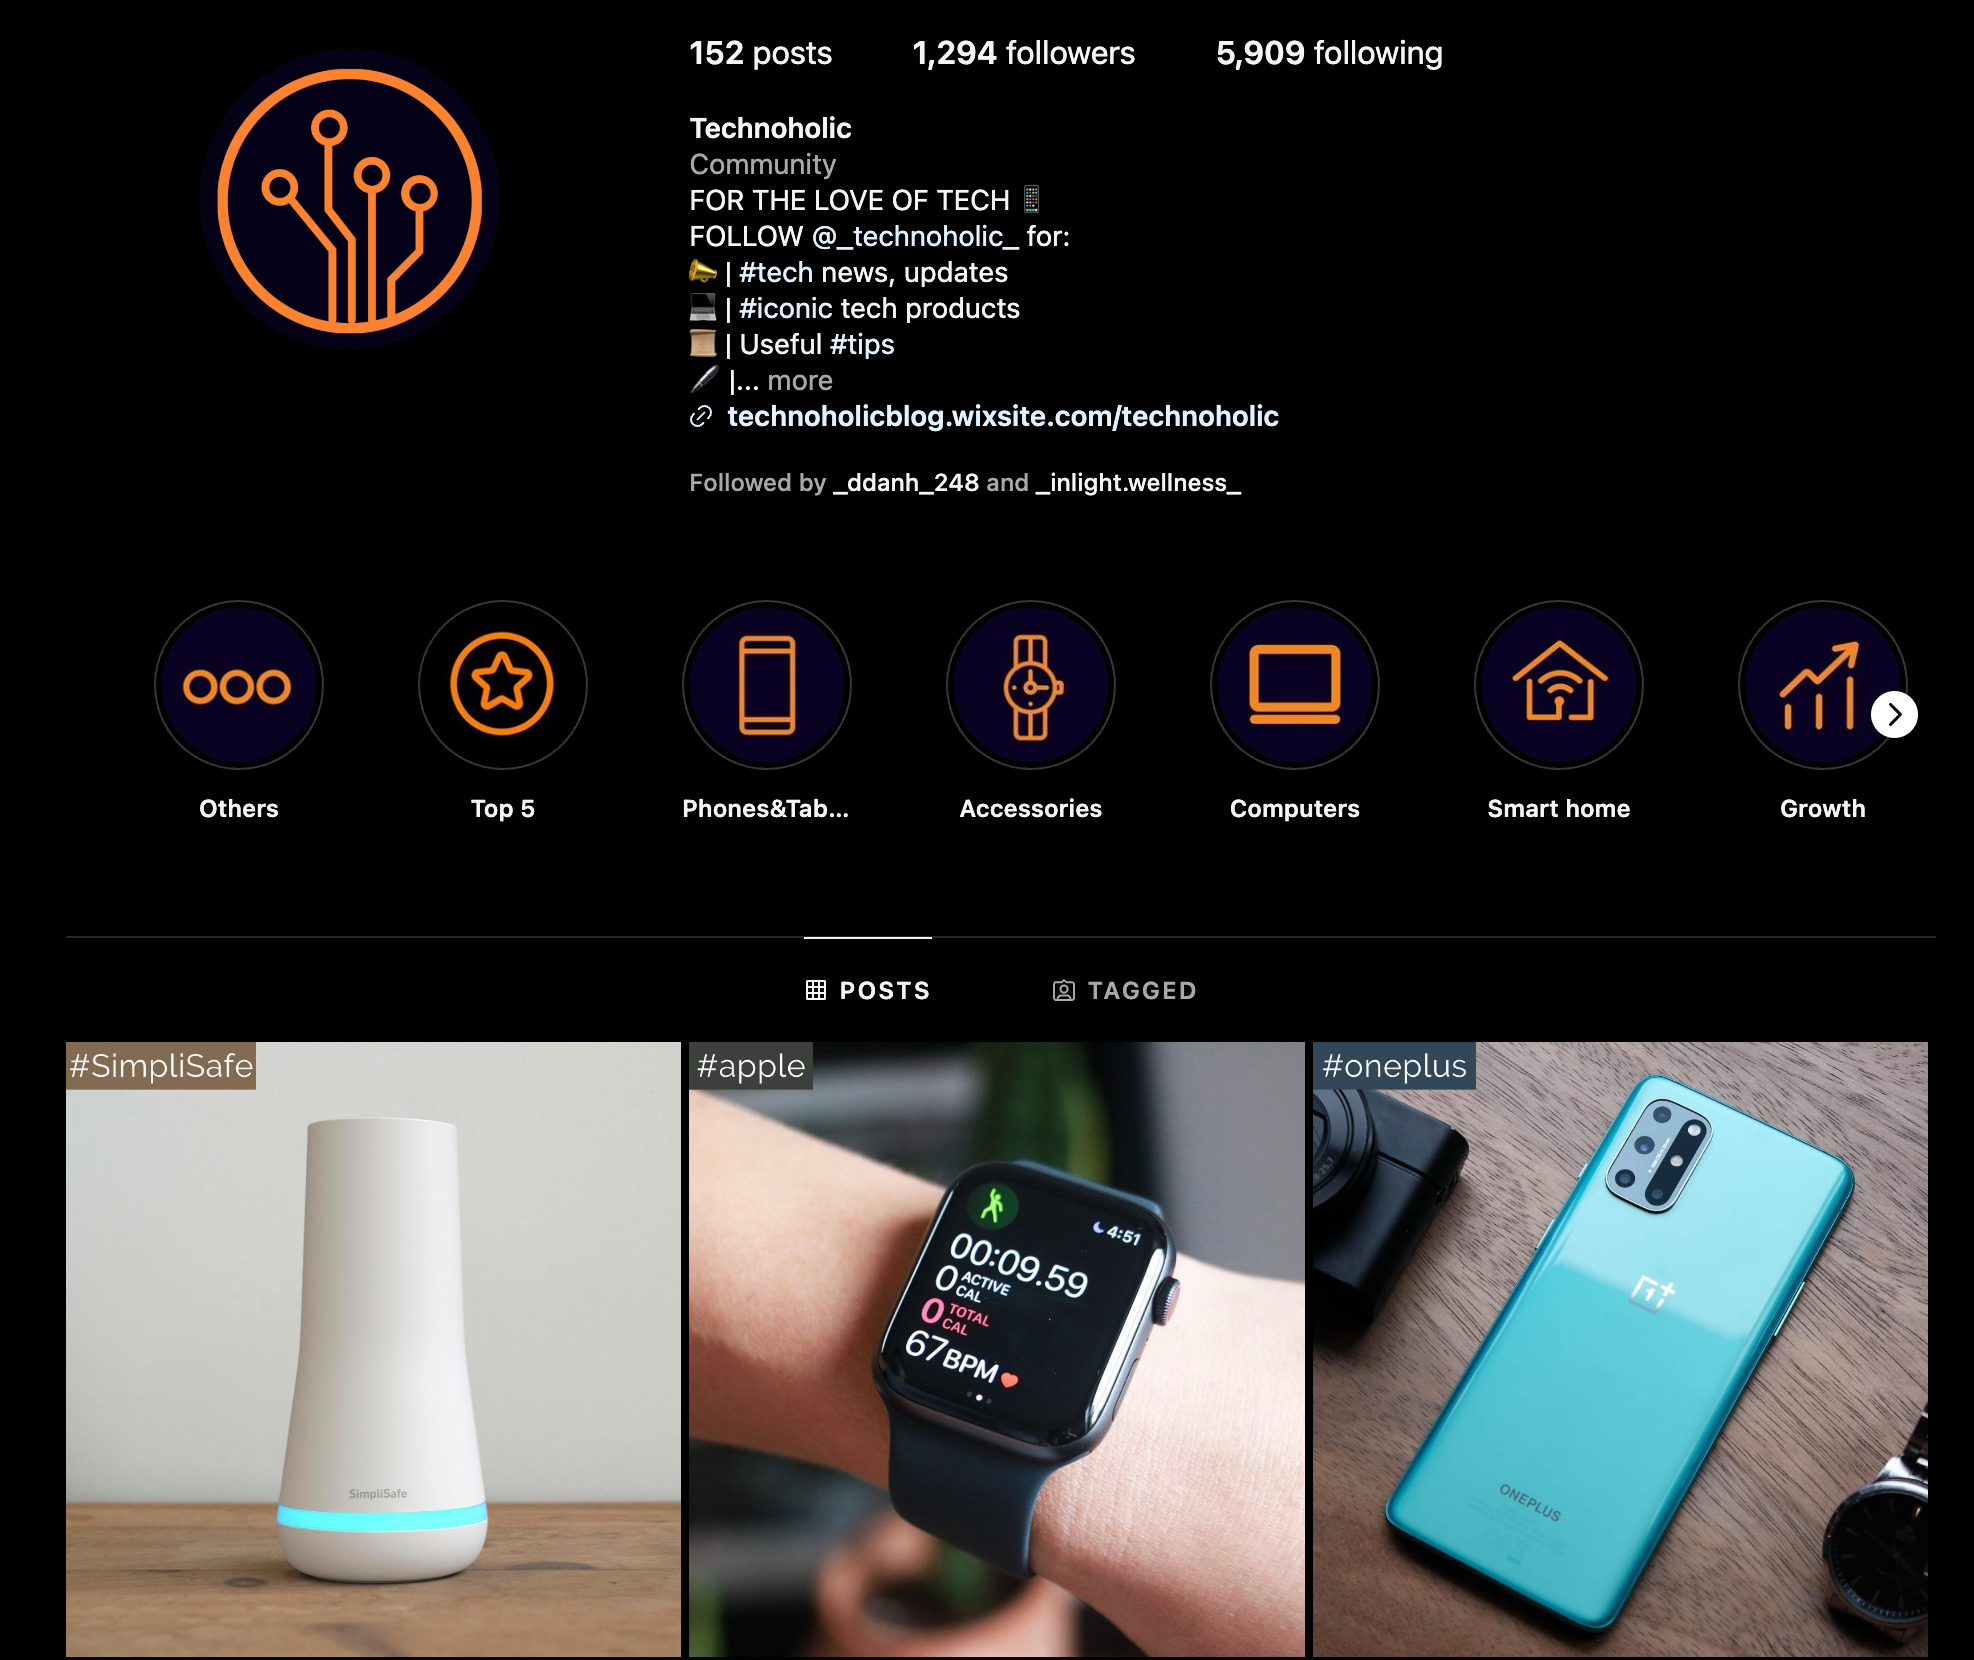 152 posts 1,294 followers 5,909 following
Technoholic
Community
FOR THE LOVE OF TECH 📱
FOLLOW @_technoholic_ for:
📣 | #tech news, updates
💻 | #iconic tech products
📜 | Useful #tips
🖋 |... more
technoholicblog.wixsite.com/technoholic
Followed by _ddanh_248 and _inlight.wellness_
Others Top 5 Phones&Tab... Accessories Computers Smart home Growth
POSTS TAGGED
#SimpliSafe
SimpliSafe
#apple
4:51
00:09.59
0 ACTIVE CAL
0 TOTAL CAL
67BPM
#oneplus
1+
ONEPLUS